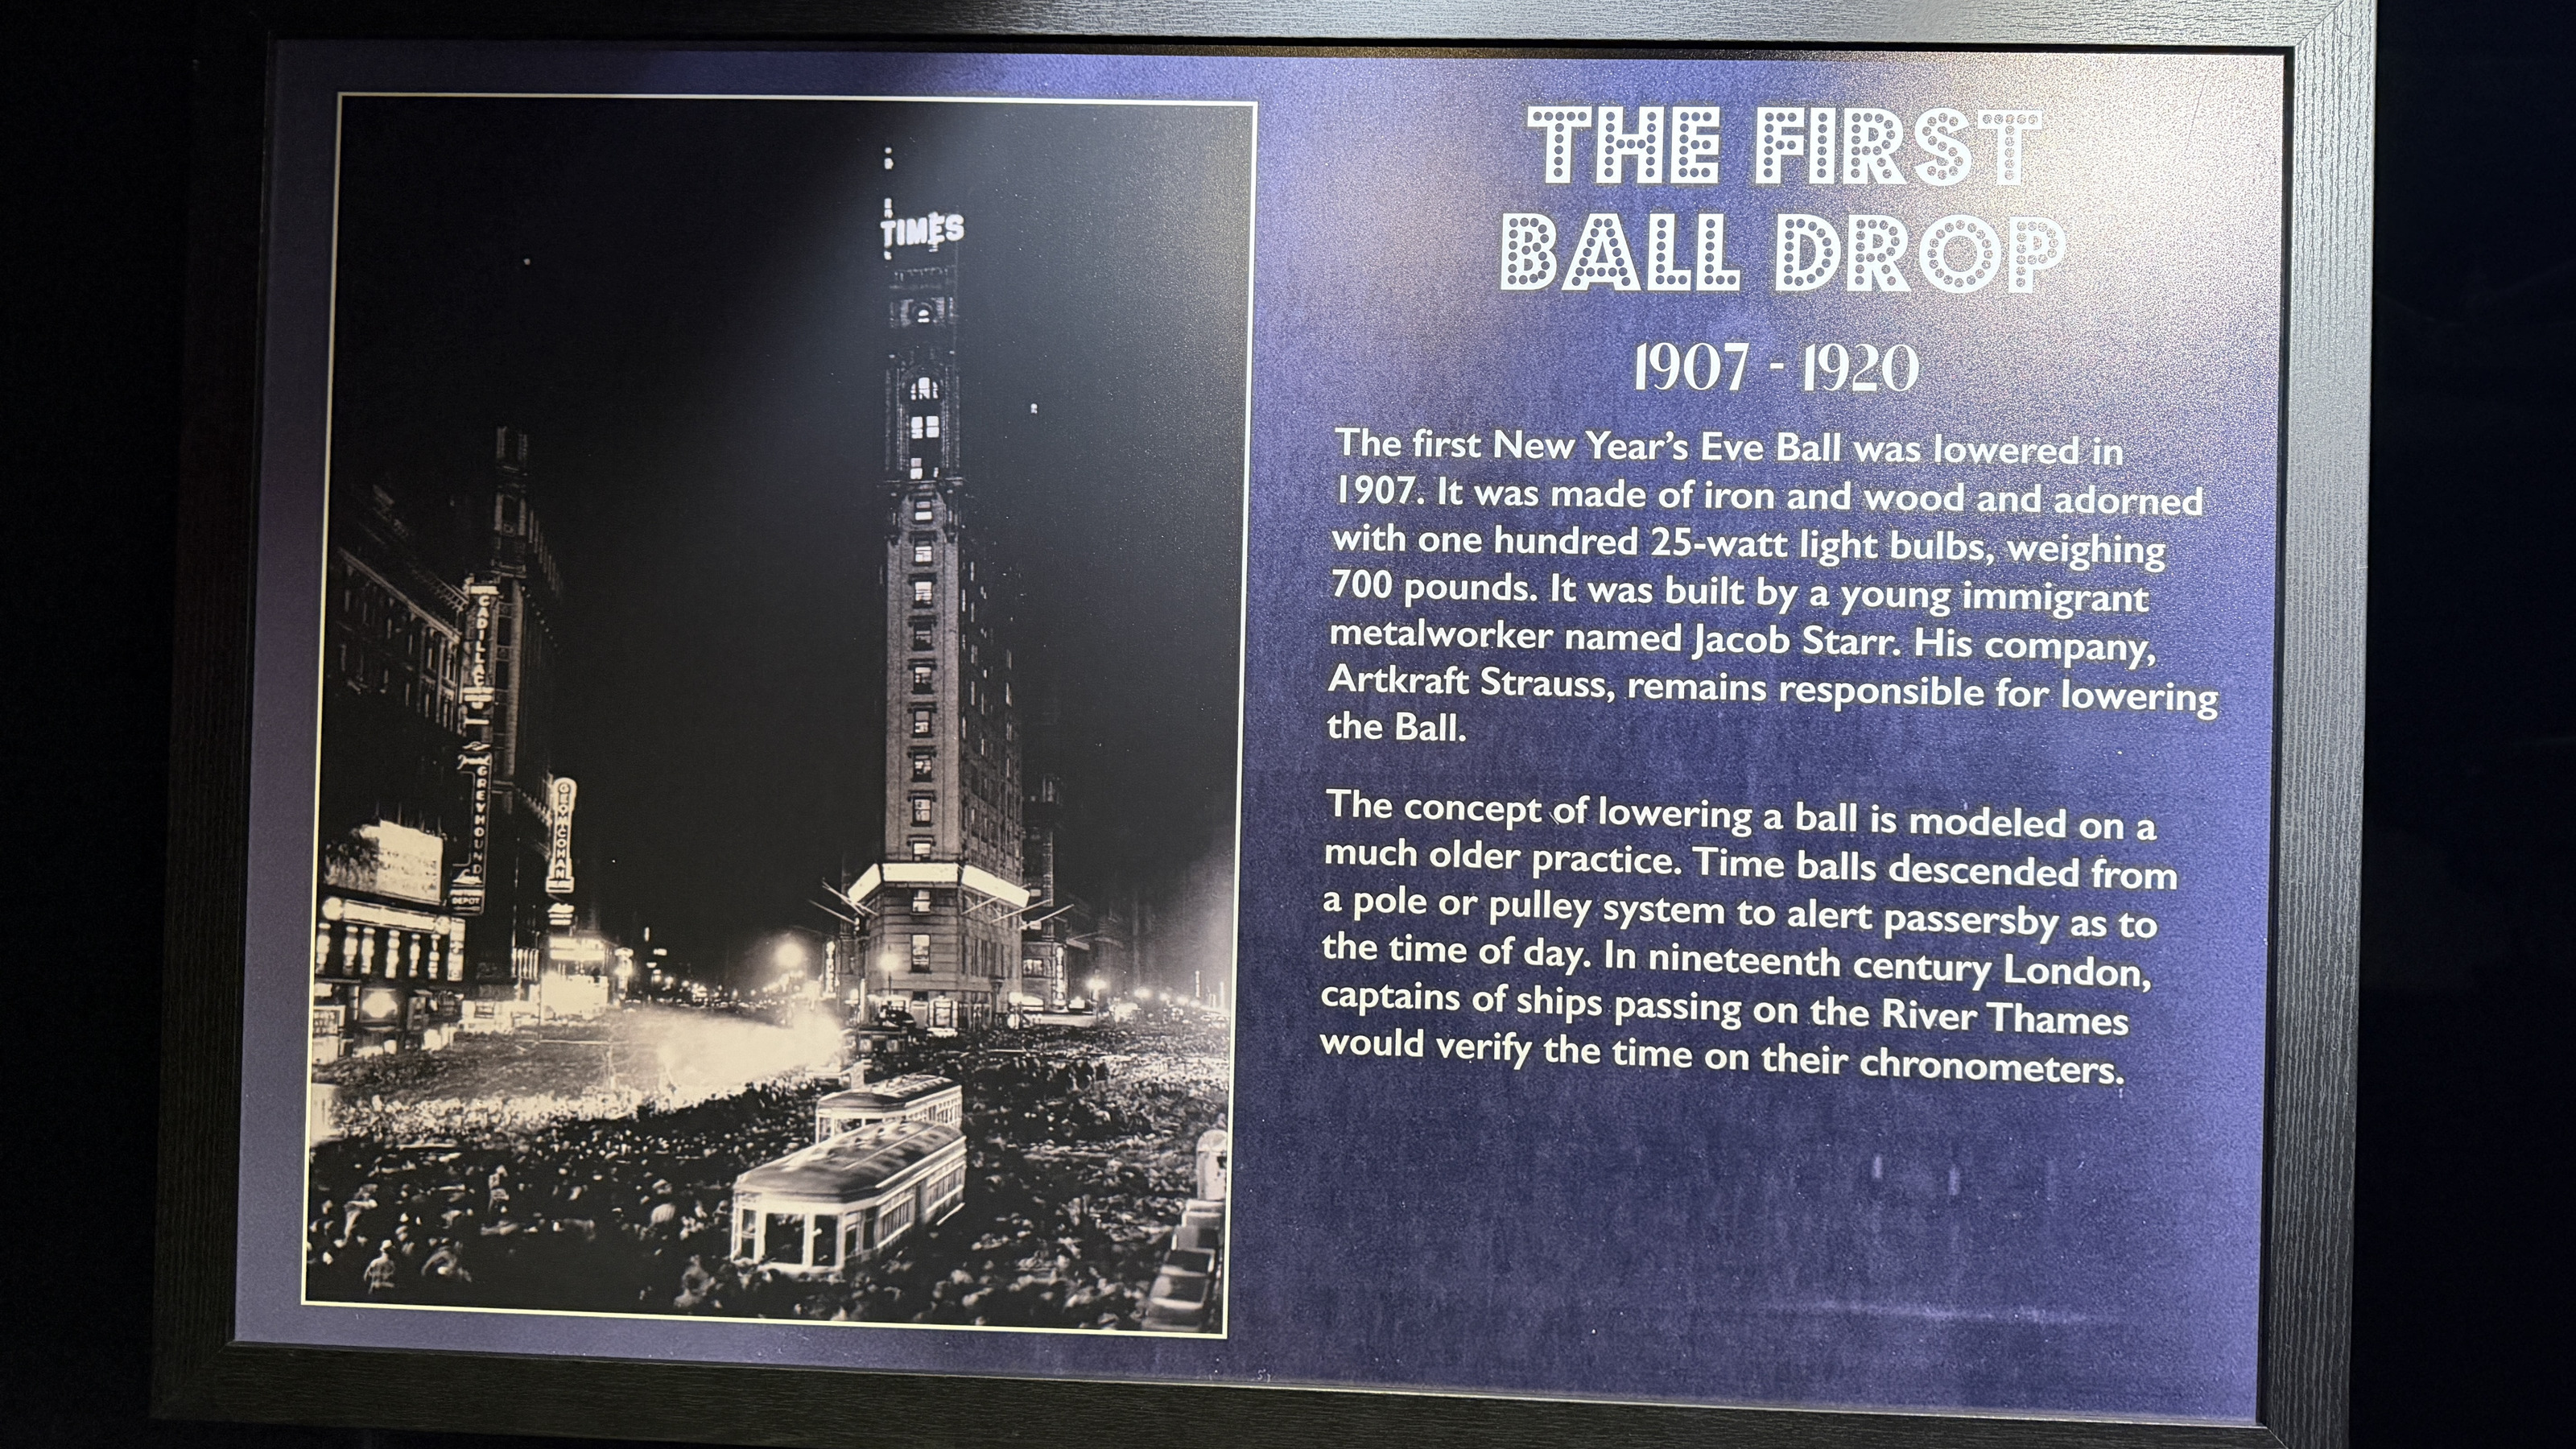 TIMES
CADILLAC
GREYHOUND
DEPOT
GEO.M.COHAN
THE FIRST
BALL DROP
1907 - 1920
The first New Year's Eve Ball was lowered in
1907. It was made of iron and wood and adorned
with one hundred 25-watt light bulbs, weighing
700 pounds. It was built by a young immigrant
metalworker named Jacob Starr. His company,
Artkraft Strauss, remains responsible for lowering
the Ball.
The concept of lowering a ball is modeled on a
much older practice. Time balls descended from
a pole or pulley system to alert passersby as to
the time of day. In nineteenth century London,
captains of ships passing on the River Thames
would verify the time on their chronometers.